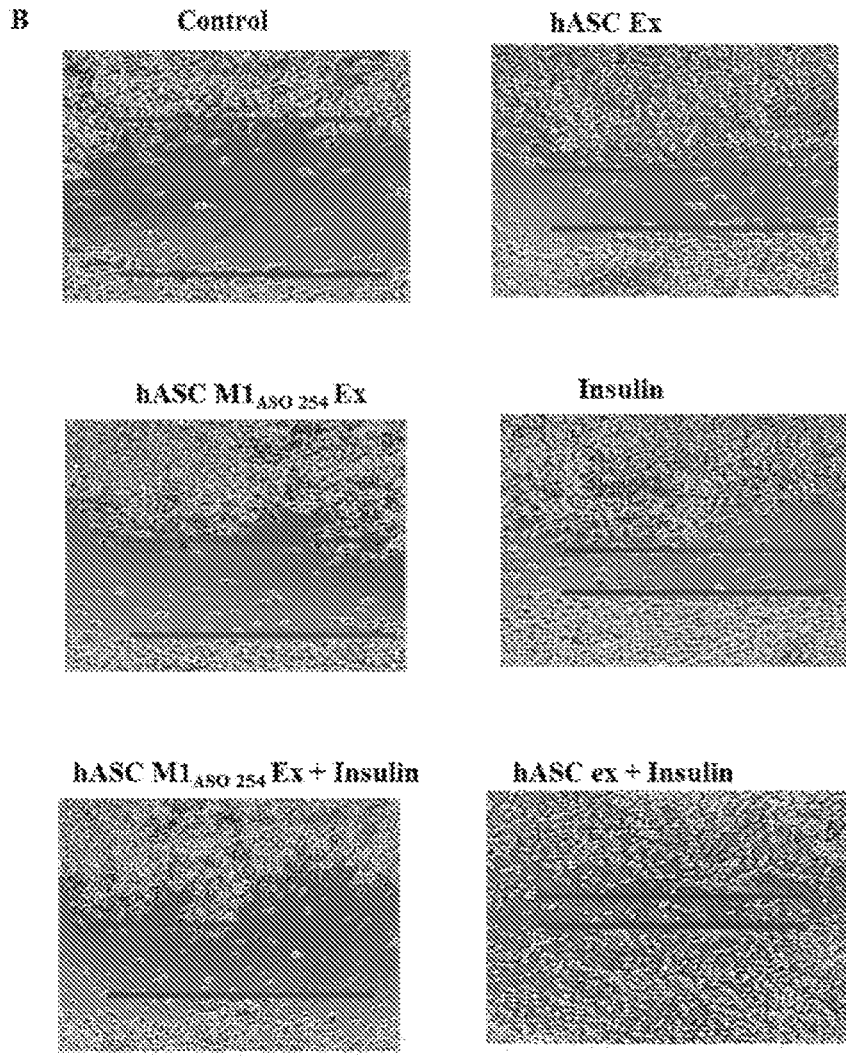 B
Control
hASC Ex
hASC M1ASO 254 Ex
Insulin
hASC M1ASO 254 Ex + Insulin
hASC ex + Insulin